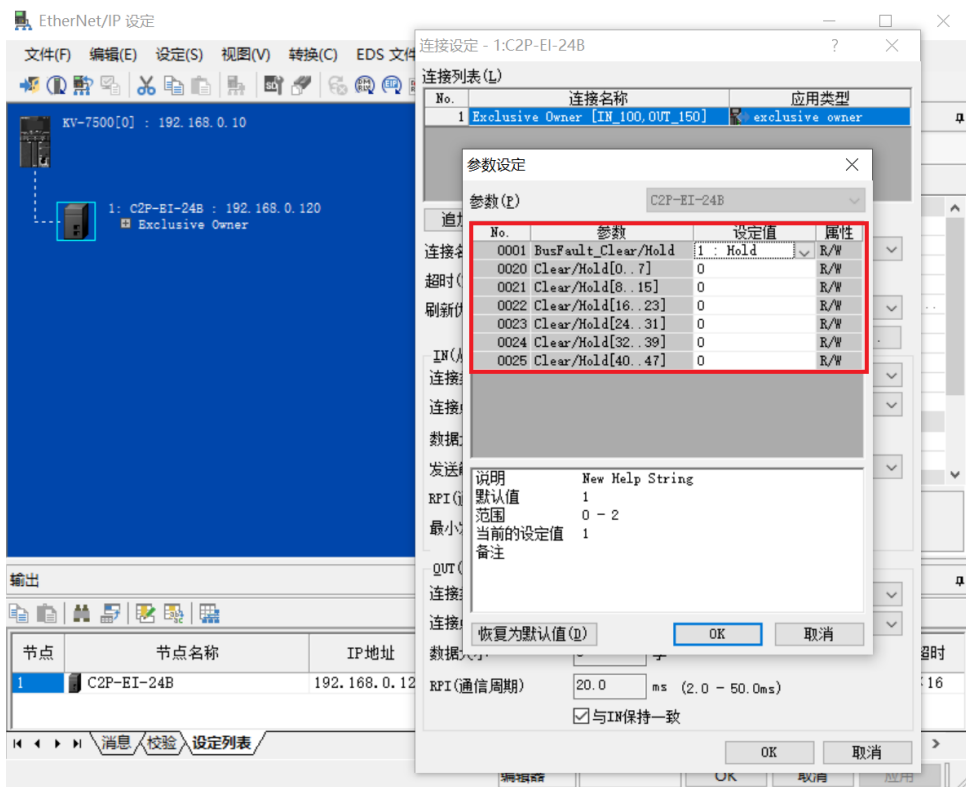 EtherNet/IP 设定
文件(F) 编辑(E) 设定(S) 视图(V) 转换(C) EDS 文件
KV-7500[0] : 192.168.0.10
1: C2P-EI-24B : 192.168.0.120
Exclusive Owner
连接设定 - 1:C2P-EI-24B
连接列表(L)
No. 连接名称 应用类型
1 Exclusive Owner [IN_100,OUT_150] exclusive owner
参数设定
参数(P) C2P-EI-24B
No. 参数 设定值 属性
0001 BusFault_Clear/Hold 1 : Hold R/W
0020 Clear/Hold[0..7] 0 R/W
0021 Clear/Hold[8..15] 0 R/W
0022 Clear/Hold[16..23] 0 R/W
0023 Clear/Hold[24..31] 0 R/W
0024 Clear/Hold[32..39] 0 R/W
0025 Clear/Hold[40..47] 0 R/W
说明 New Help String
默认值 1
范围 0 - 2
当前的设定值 1
备注
恢复为默认值(D) OK 取消
连接
超时(
刷新
IN(
连接
连接
数据
发送
RPI(
最小
OUT(
连接
连接
数据大
RPI(通信周期) 20.0 ms (2.0 - 50.0ms)
与IN保持一致
OK 取消
编辑器 OK 取消 应用
输出
节点 节点名称 IP地址 超时
1 C2P-EI-24B 192.168.0.12 16
消息 校验 设定列表